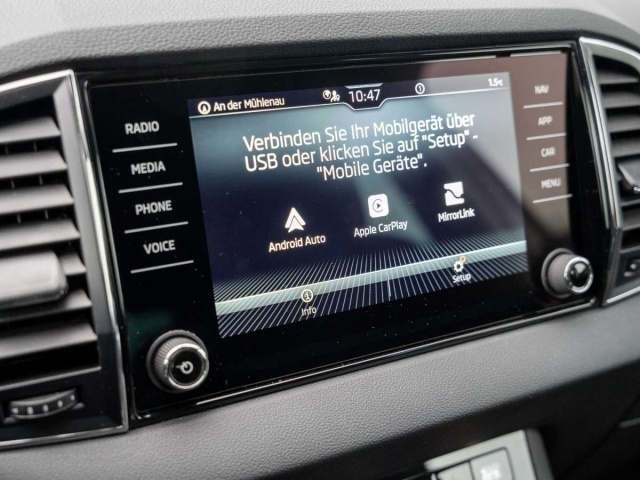 An der Mühlenau 10:47 1.5°C
RADIO
MEDIA
PHONE
VOICE
Verbinden Sie Ihr Mobilgerät über
USB oder klicken Sie auf "Setup" -
"Mobile Geräte".
Android Auto
Apple CarPlay
MirrorLink
Info
Setup
NAV
APP
CAR
MENU